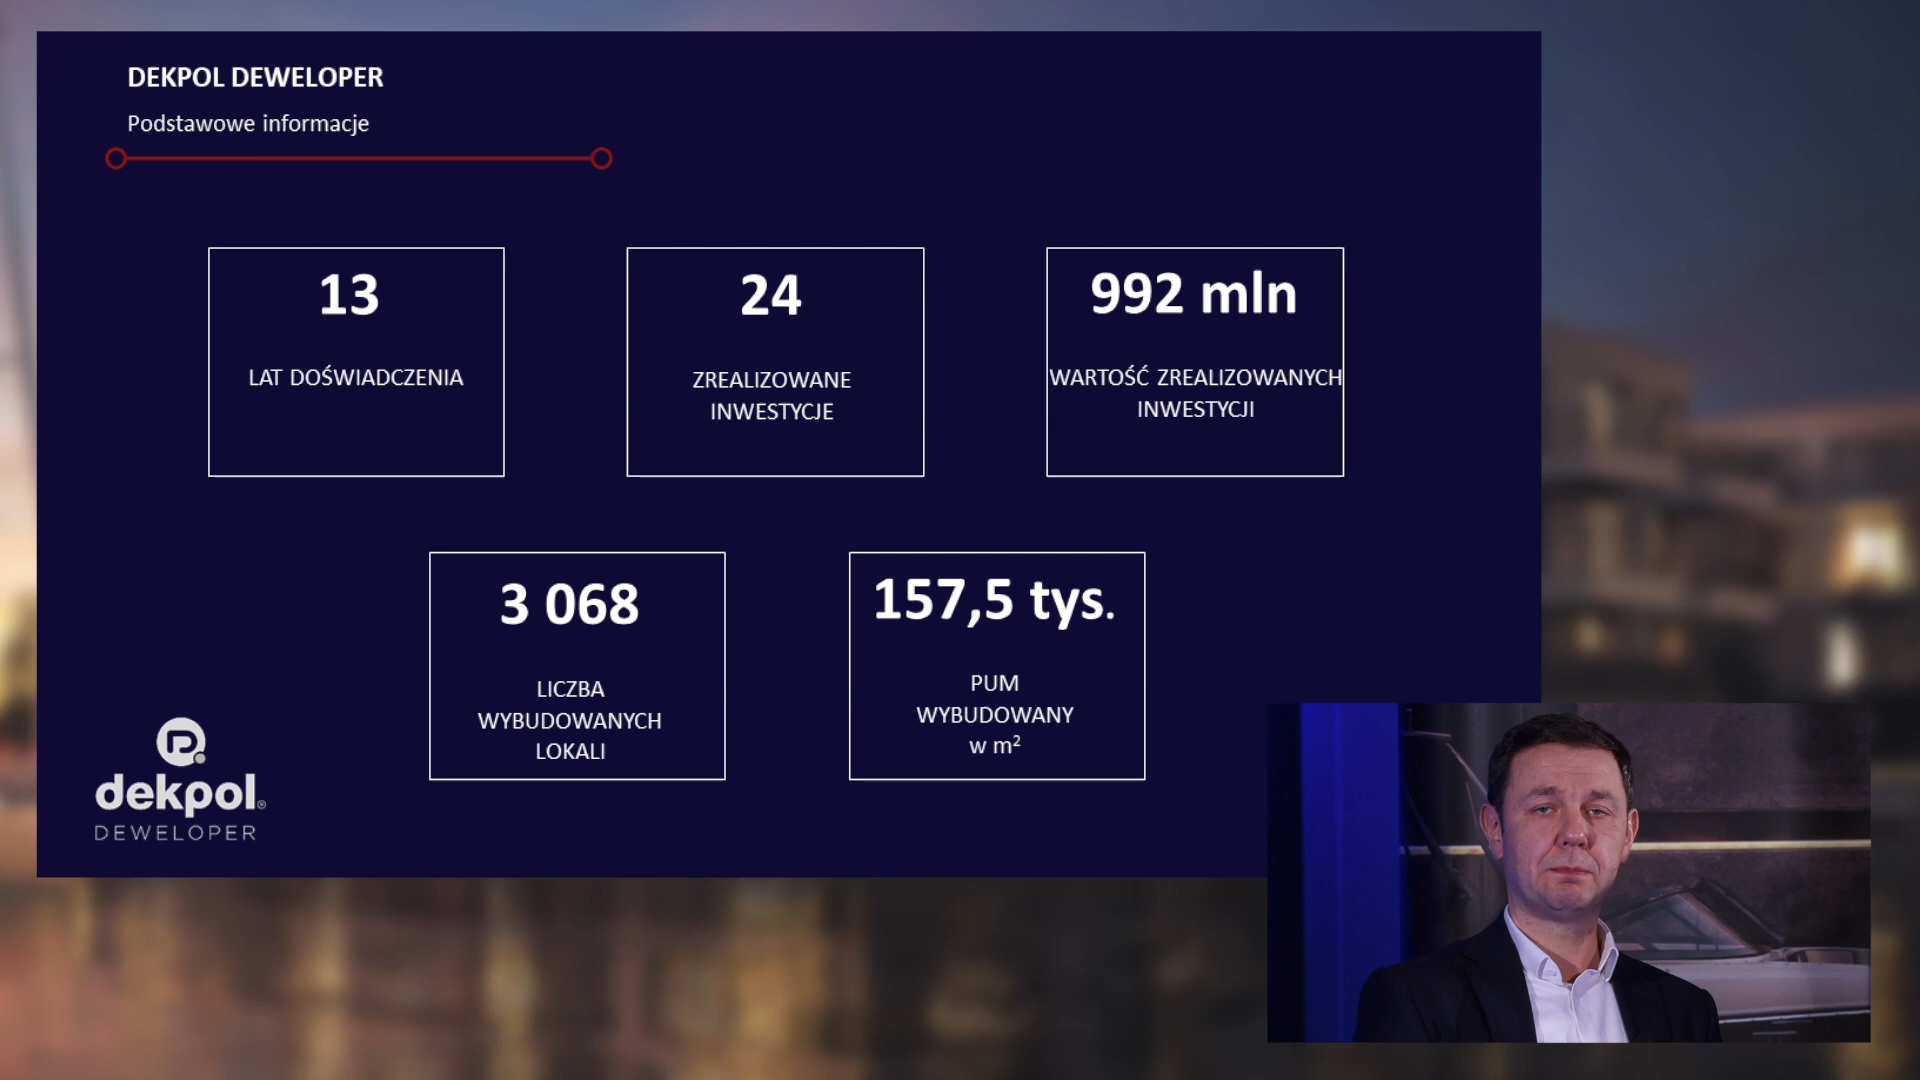 DEKPOL DEWELOPER
Podstawowe informacje
13
LAT DOŚWIADCZENIA
24
ZREALIZOWANE
INWESTYCJE
992 mln
WARTOŚĆ ZREALIZOWANYCH
INWESTYCJI
3 068
LICZBA
WYBUDOWANYCH
LOKALI
157,5 tys.
PUM
WYBUDOWANY
w m²
dekpol®
DEWELOPER